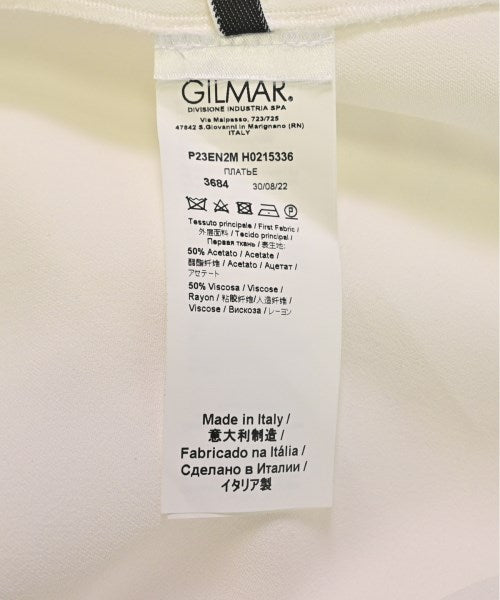 GILMAR®
DIVISIONE INDUSTRIA SPA
Via Malpasso, 723/725
47842 S.Giovanni in Marignano (RN)
ITALY
P23EN2M H0215336
ПЛАТЬЕ
3684 30/08/22
Tessuto principale / First Fabric /
外层面料 / Tecido principal /
Первая ткань / 表生地:
50% Acetato / Acetate /
醋酯纤维 / Acetato / Ацетат /
アセテート
50% Viscosa / Viscose /
Rayon / 粘胶纤维/人造纤维 /
Viscose / Вискоза / レーヨン
Made in Italy /
意大利制造 /
Fabricado na Itália /
Сделано в Италии /
イタリア製